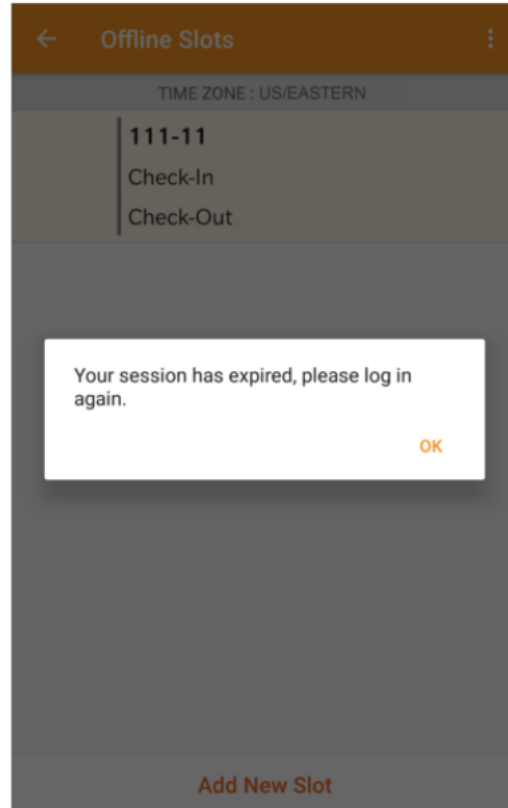 Offline Slots
TIME ZONE : US/EASTERN
111-11
Check-In
Check-Out
Your session has expired, please log in
again.
OK
Add New Slot